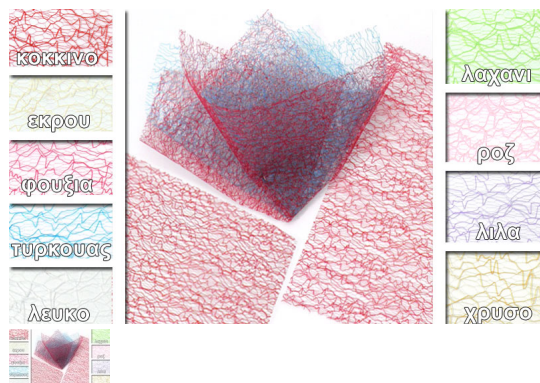 κοκκινο
εκρου
φουξια
τυρκουας
λευκο
λαχανι
ροζ
λιλα
χρυσο